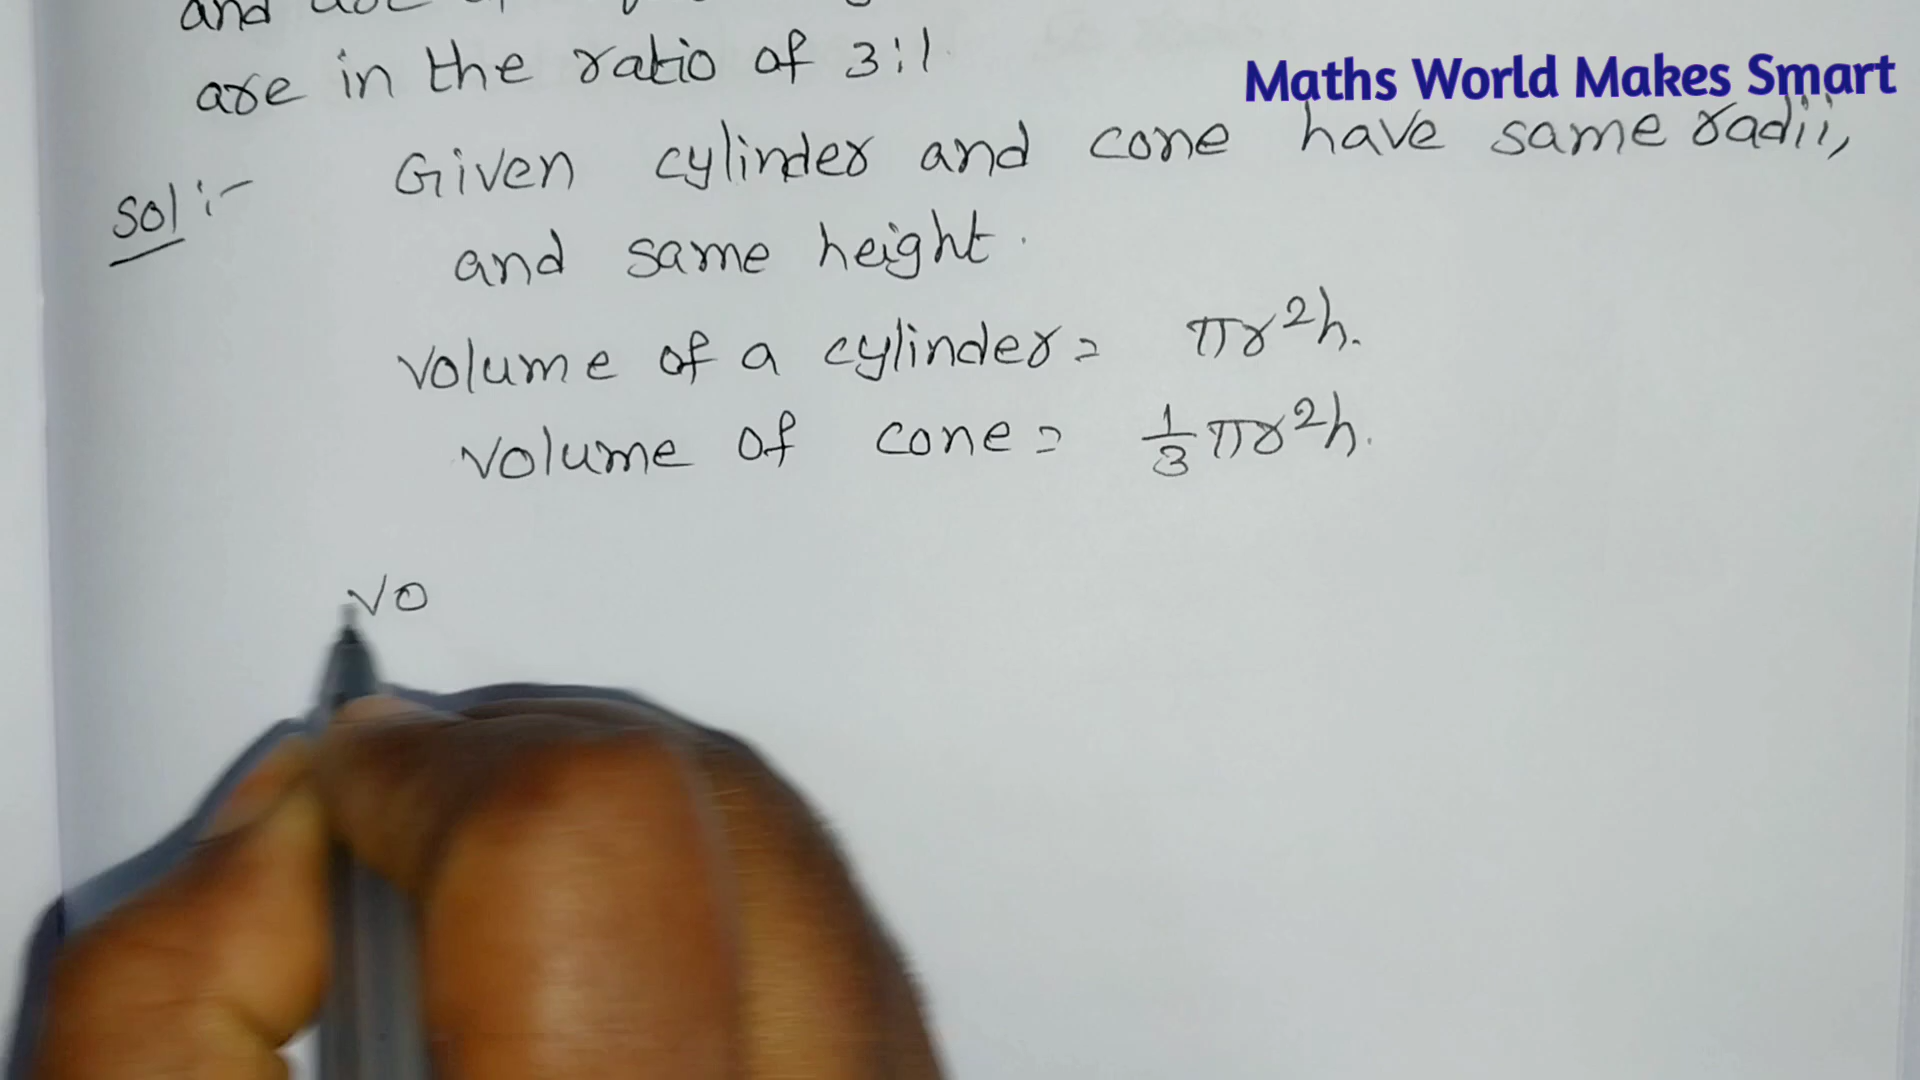 and
are in the ratio of 3:1
Maths World Makes Smart
Sol:- Given cylinder and cone have same radii,
and same height.
Volume of a cylinder = πr²h.
Volume of cone = 1/3 πr²h.
VO